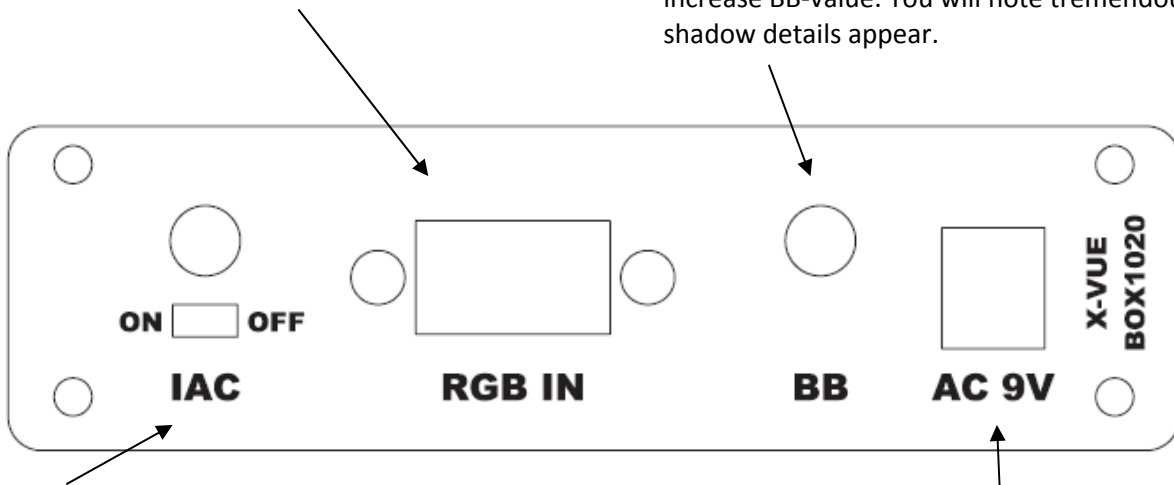 shadow details appear.
ON OFF
IAC
RGB IN
BB
AC 9V
X-VUE
BOX1020